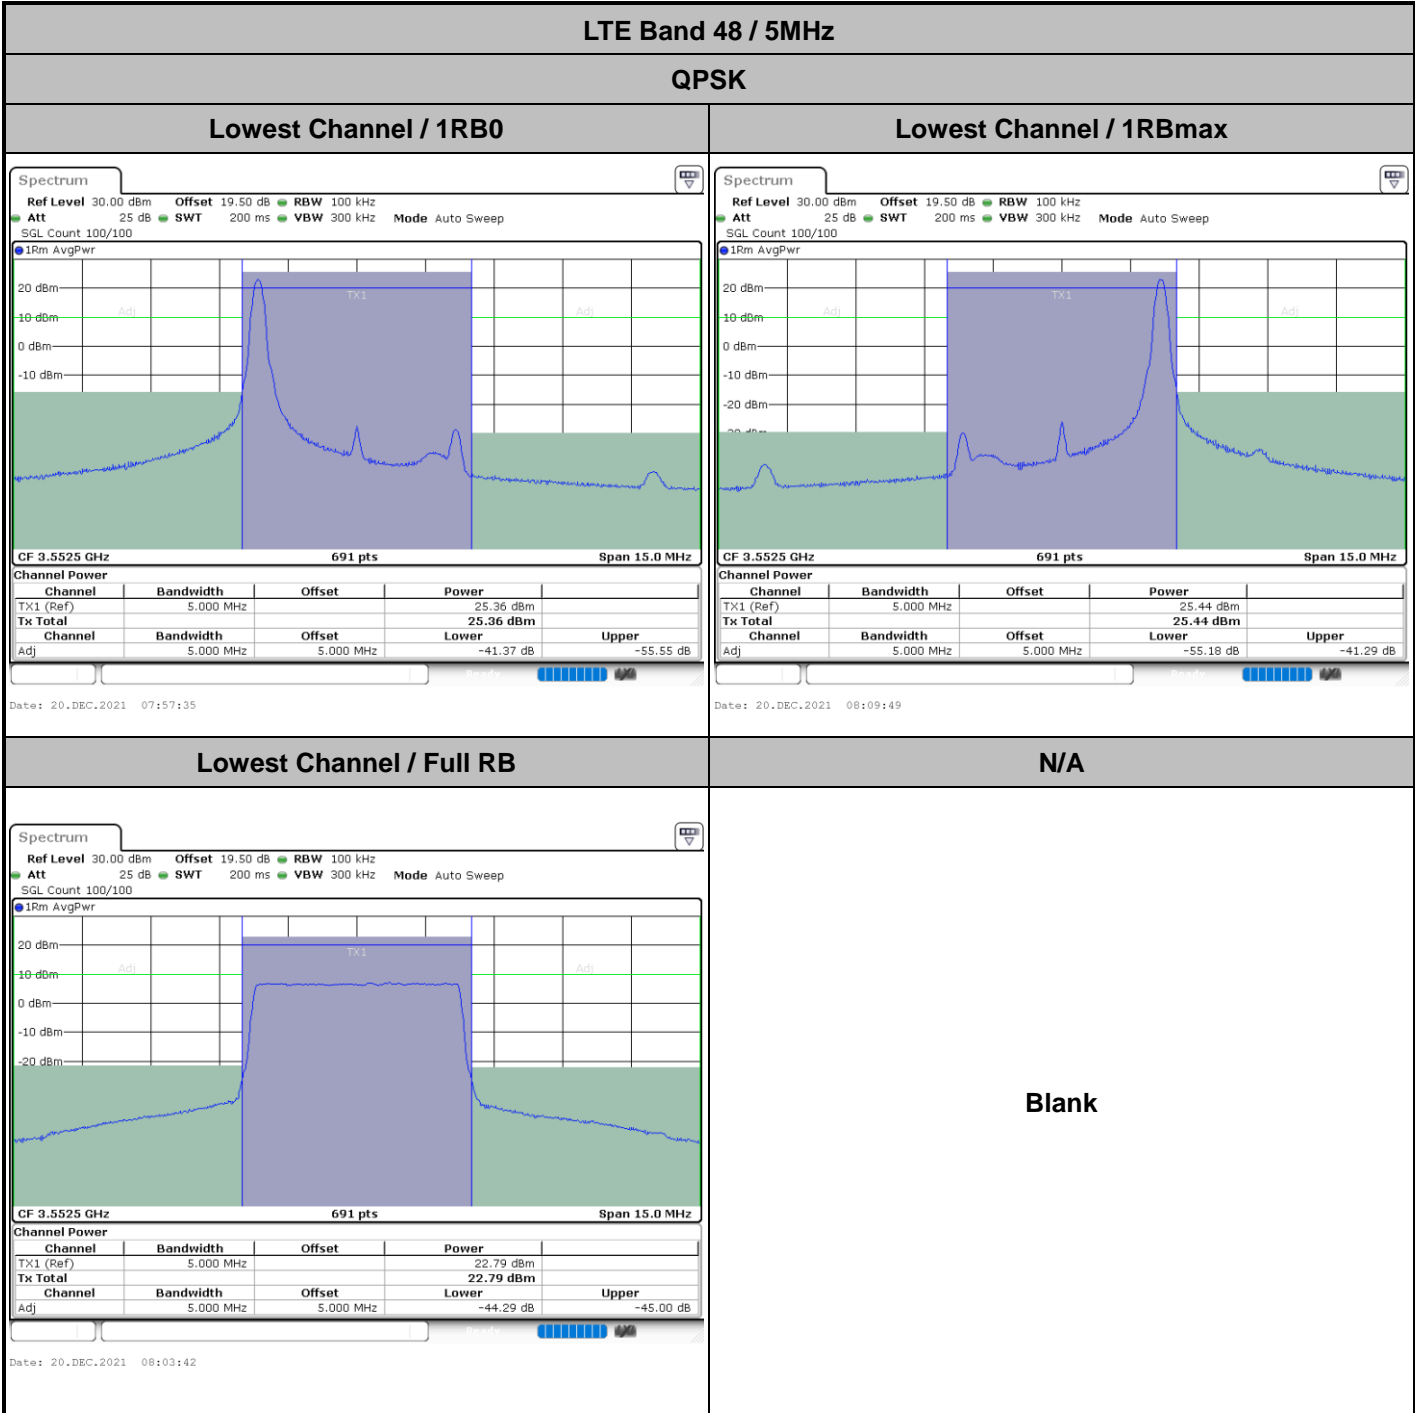 LTE Band 48 / 5MHz
QPSK
Lowest Channel / 1RB0
Lowest Channel / 1RBmax
Spectrum
Ref Level 30.00 dBm Offset 19.50 dB RBW 100 kHz
Att 25 dB SWT 200 ms VBW 300 kHz Mode Auto Sweep
SGL Count 100/100
1Rm AvgPwr
20 dBm
TX1
Adj
Adj
10 dBm
0 dBm
-10 dBm
CF 3.5525 GHz 691 pts Span 15.0 MHz
Channel Power
Channel Bandwidth Offset Power
TX1 (Ref) 5.000 MHz 25.36 dBm
Tx Total 25.36 dBm
Channel Bandwidth Offset Lower Upper
Adj 5.000 MHz 5.000 MHz -41.37 dB -55.55 dB
Ready
Date: 20.DEC.2021 07:57:35
Spectrum
Ref Level 30.00 dBm Offset 19.50 dB RBW 100 kHz
Att 25 dB SWT 200 ms VBW 300 kHz Mode Auto Sweep
SGL Count 100/100
1Rm AvgPwr
20 dBm
TX1
Adj
Adj
10 dBm
0 dBm
-10 dBm
-20 dBm
-30 dBm
CF 3.5525 GHz 691 pts Span 15.0 MHz
Channel Power
Channel Bandwidth Offset Power
TX1 (Ref) 5.000 MHz 25.44 dBm
Tx Total 25.44 dBm
Channel Bandwidth Offset Lower Upper
Adj 5.000 MHz 5.000 MHz -55.18 dB -41.29 dB
Ready
Date: 20.DEC.2021 08:09:49
Lowest Channel / Full RB
N/A
Spectrum
Ref Level 30.00 dBm Offset 19.50 dB RBW 100 kHz
Att 25 dB SWT 200 ms VBW 300 kHz Mode Auto Sweep
SGL Count 100/100
1Rm AvgPwr
20 dBm
TX1
Adj
Adj
10 dBm
0 dBm
-10 dBm
-20 dBm
CF 3.5525 GHz 691 pts Span 15.0 MHz
Channel Power
Channel Bandwidth Offset Power
TX1 (Ref) 5.000 MHz 22.79 dBm
Tx Total 22.79 dBm
Channel Bandwidth Offset Lower Upper
Adj 5.000 MHz 5.000 MHz -44.29 dB -45.00 dB
Ready
Date: 20.DEC.2021 08:03:42
Blank